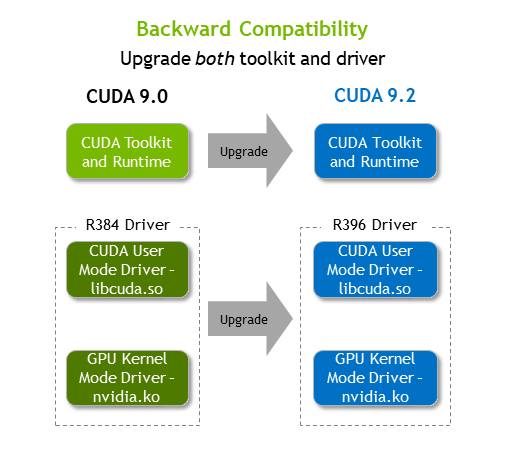 Backward Compatibility
Upgrade both toolkit and driver
CUDA 9.0
CUDA 9.2
CUDA Toolkit
and Runtime
Upgrade
CUDA Toolkit
and Runtime
R384 Driver
CUDA User
Mode Driver –
libcuda.so
GPU Kernel
Mode Driver –
nvidia.ko
Upgrade
R396 Driver
CUDA User
Mode Driver –
libcuda.so
GPU Kernel
Mode Driver –
nvidia.ko